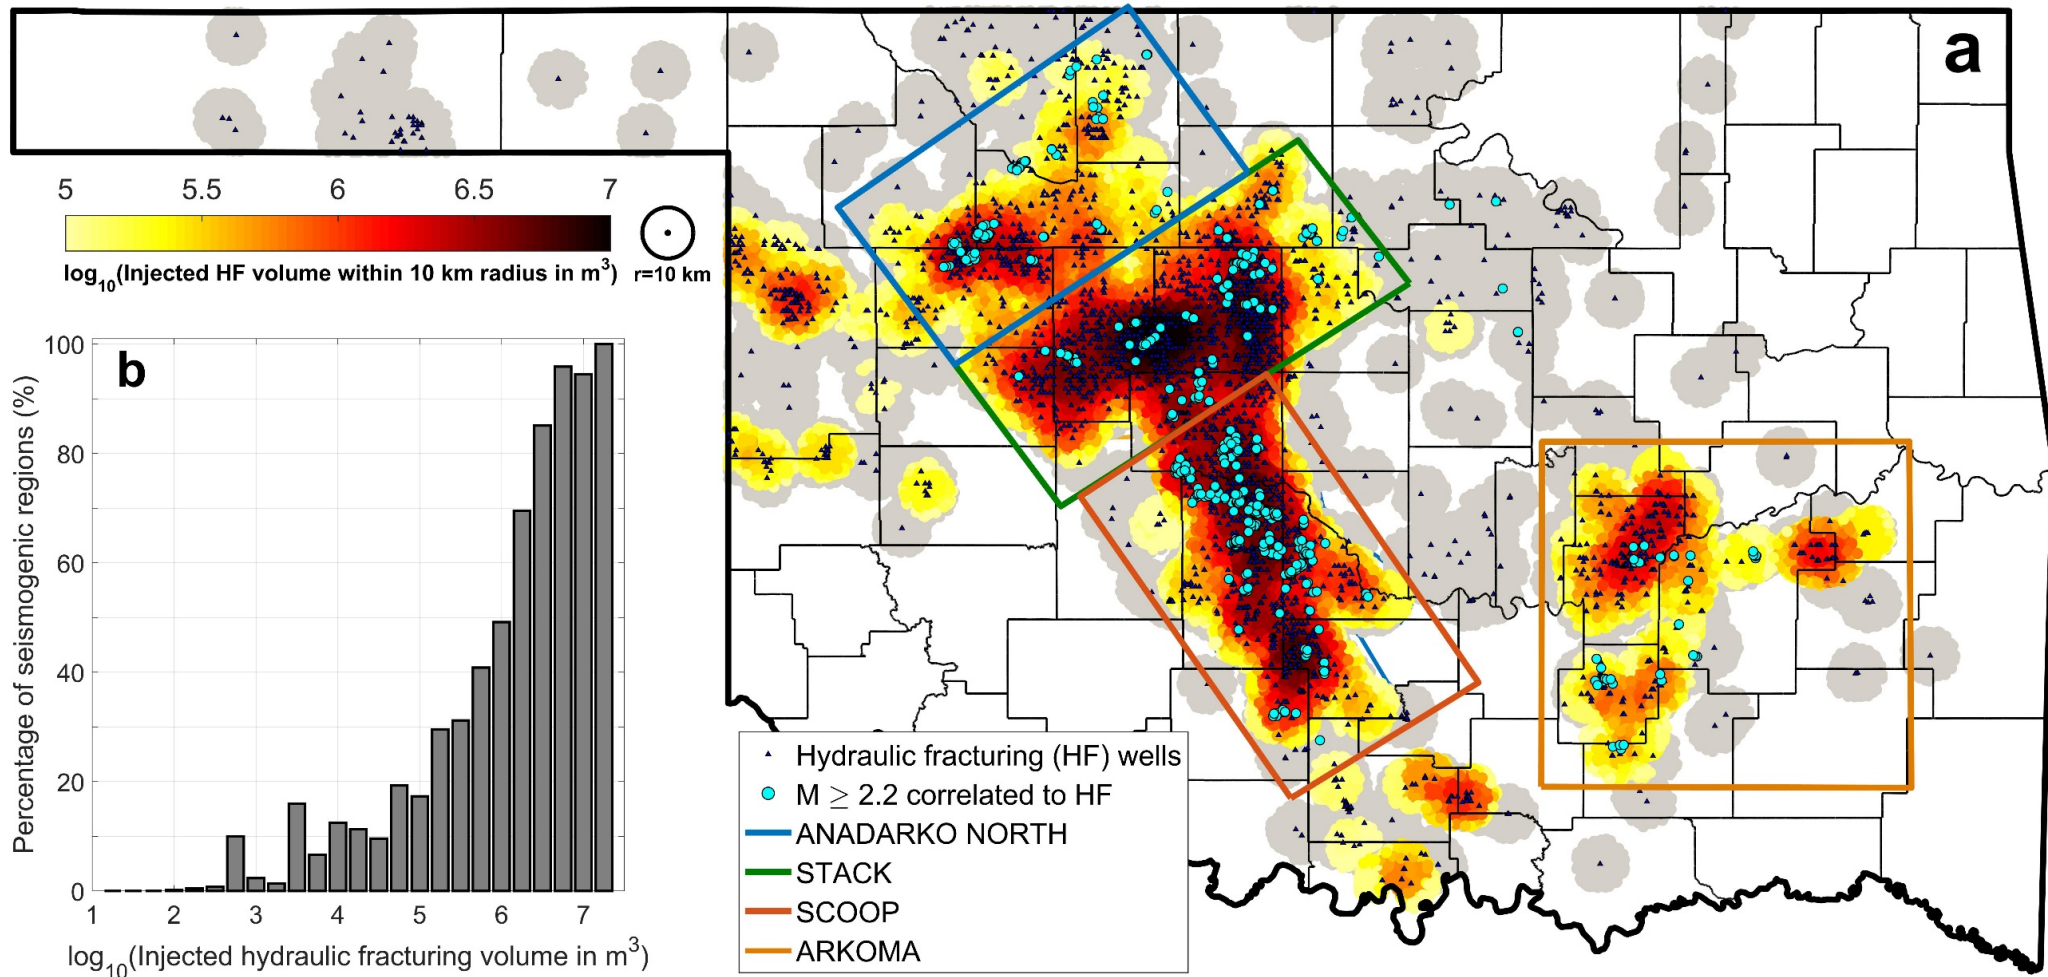 a
5 5.5 6 6.5 7
log10(Injected HF volume within 10 km radius in m3)
r=10 km
b
100
80
60
40
20
0
Percentage of seismogenic regions (%)
1 2 3 4 5 6 7
log10(Injected hydraulic fracturing volume in m3)
Hydraulic fracturing (HF) wells
M ≥ 2.2 correlated to HF
ANADARKO NORTH
STACK
SCOOP
ARKOMA